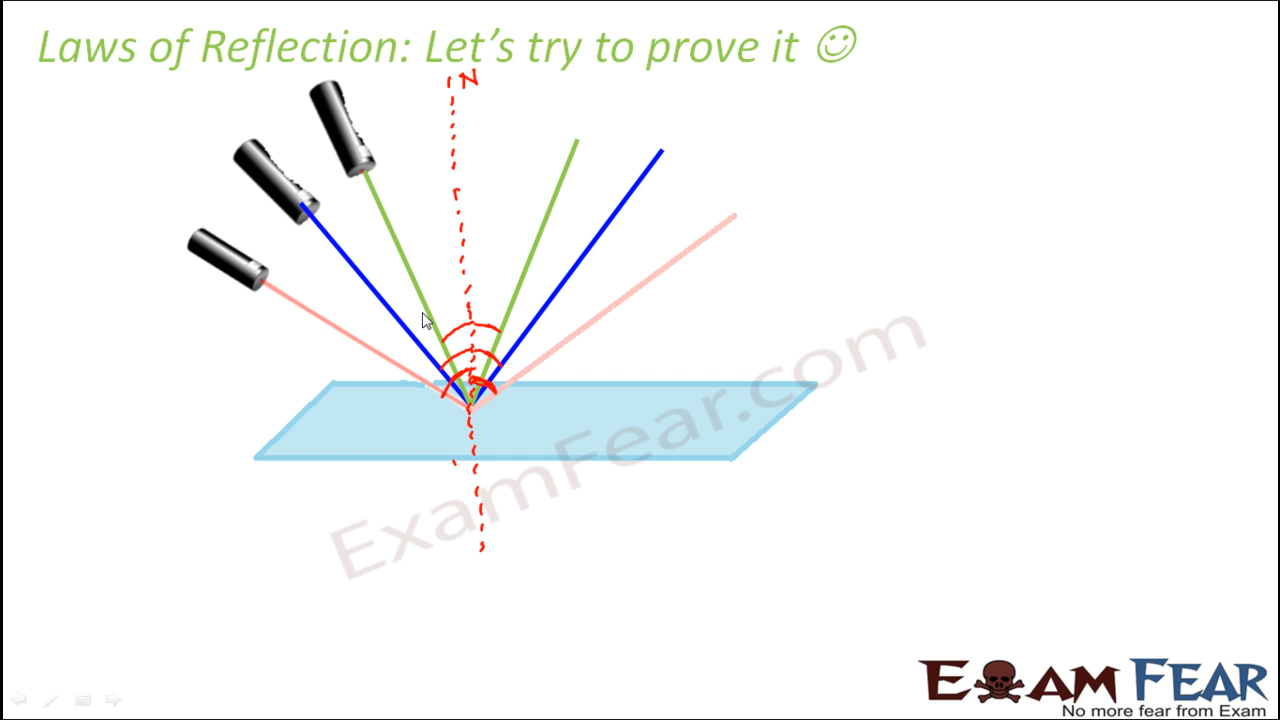 Laws of Reflection: Let's try to prove it ☺
N
ExamFear.com
EXAM FEAR
No more fear from Exam